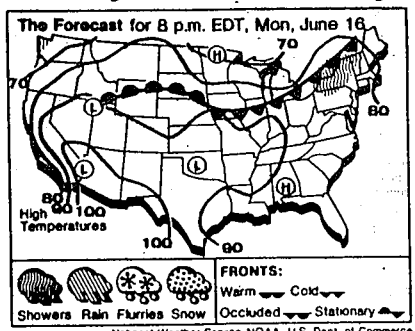 The Forecast for 8 p.m. EDT, Mon, June 16
70
H
70
L
80
L
L
H
80
90
100
High
Temperatures
100
90
Showers
Rain
Flurries
Snow
FRONTS:
Warm
Cold
Occluded
Stationary
National Weather Service NOAA U.S. Dept. of Commerce